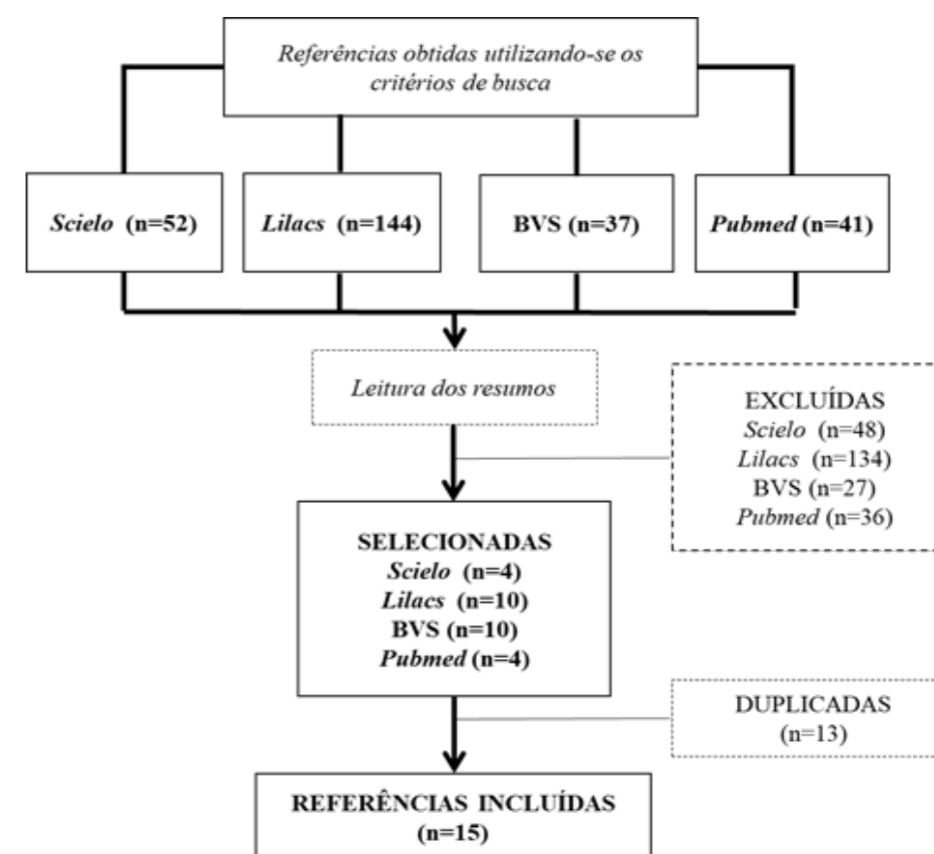 Referências obtidas utilizando-se os
critérios de busca
Scielo (n=52)
Lilacs (n=144)
BVS (n=37)
Pubmed (n=41)
Leitura dos resumos
EXCLUÍDAS
Scielo (n=48)
Lilacs (n=134)
BVS (n=27)
Pubmed (n=36)
SELECIONADAS
Scielo (n=4)
Lilacs (n=10)
BVS (n=10)
Pubmed (n=4)
DUPLICADAS
(n=13)
REFERÊNCIAS INCLUÍDAS
(n=15)